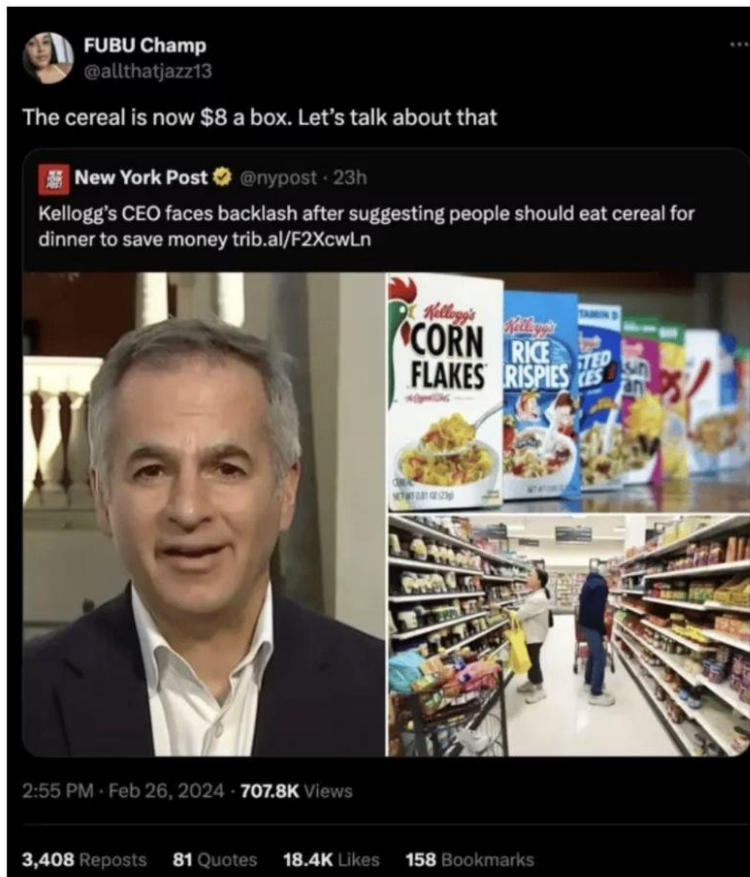 FUBU Champ
@allthatjazz13
The cereal is now $8 a box. Let’s talk about that
New York Post @nypost · 23h
Kellogg’s CEO faces backlash after suggesting people should eat cereal for
dinner to save money trib.al/F2XcwLn
Kellogg's
CORN
FLAKES
Kellogg's
RICE
KRISPIES
2:55 PM · Feb 26, 2024 · 707.8K Views
3,408 Reposts 81 Quotes 18.4K Likes 158 Bookmarks